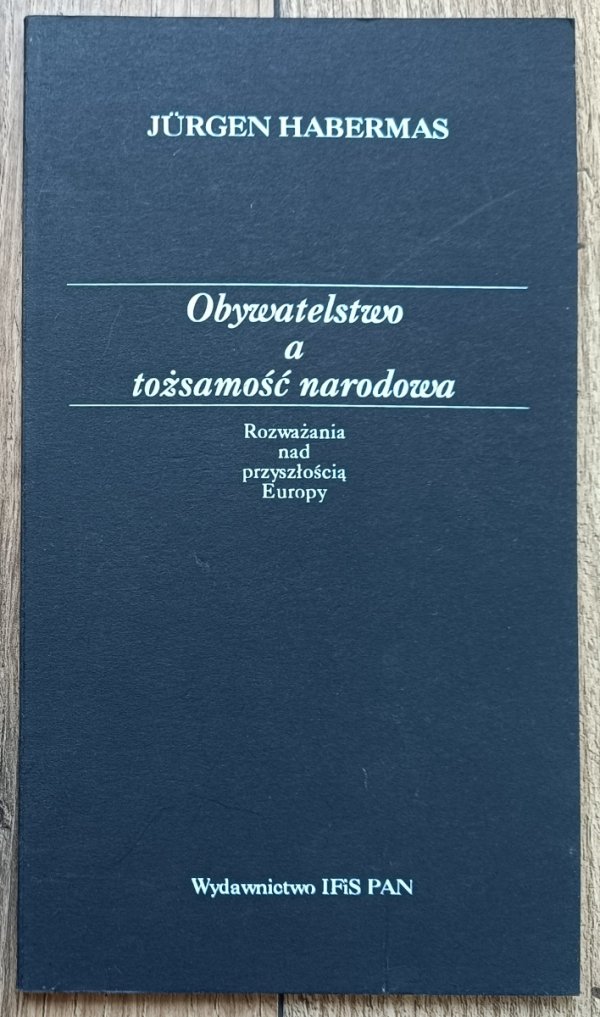 JÜRGEN HABERMAS
Obywatelstwo
a
tożsamość narodowa
Rozważania
nad
przyszłością
Europy
Wydawnictwo IFiS PAN